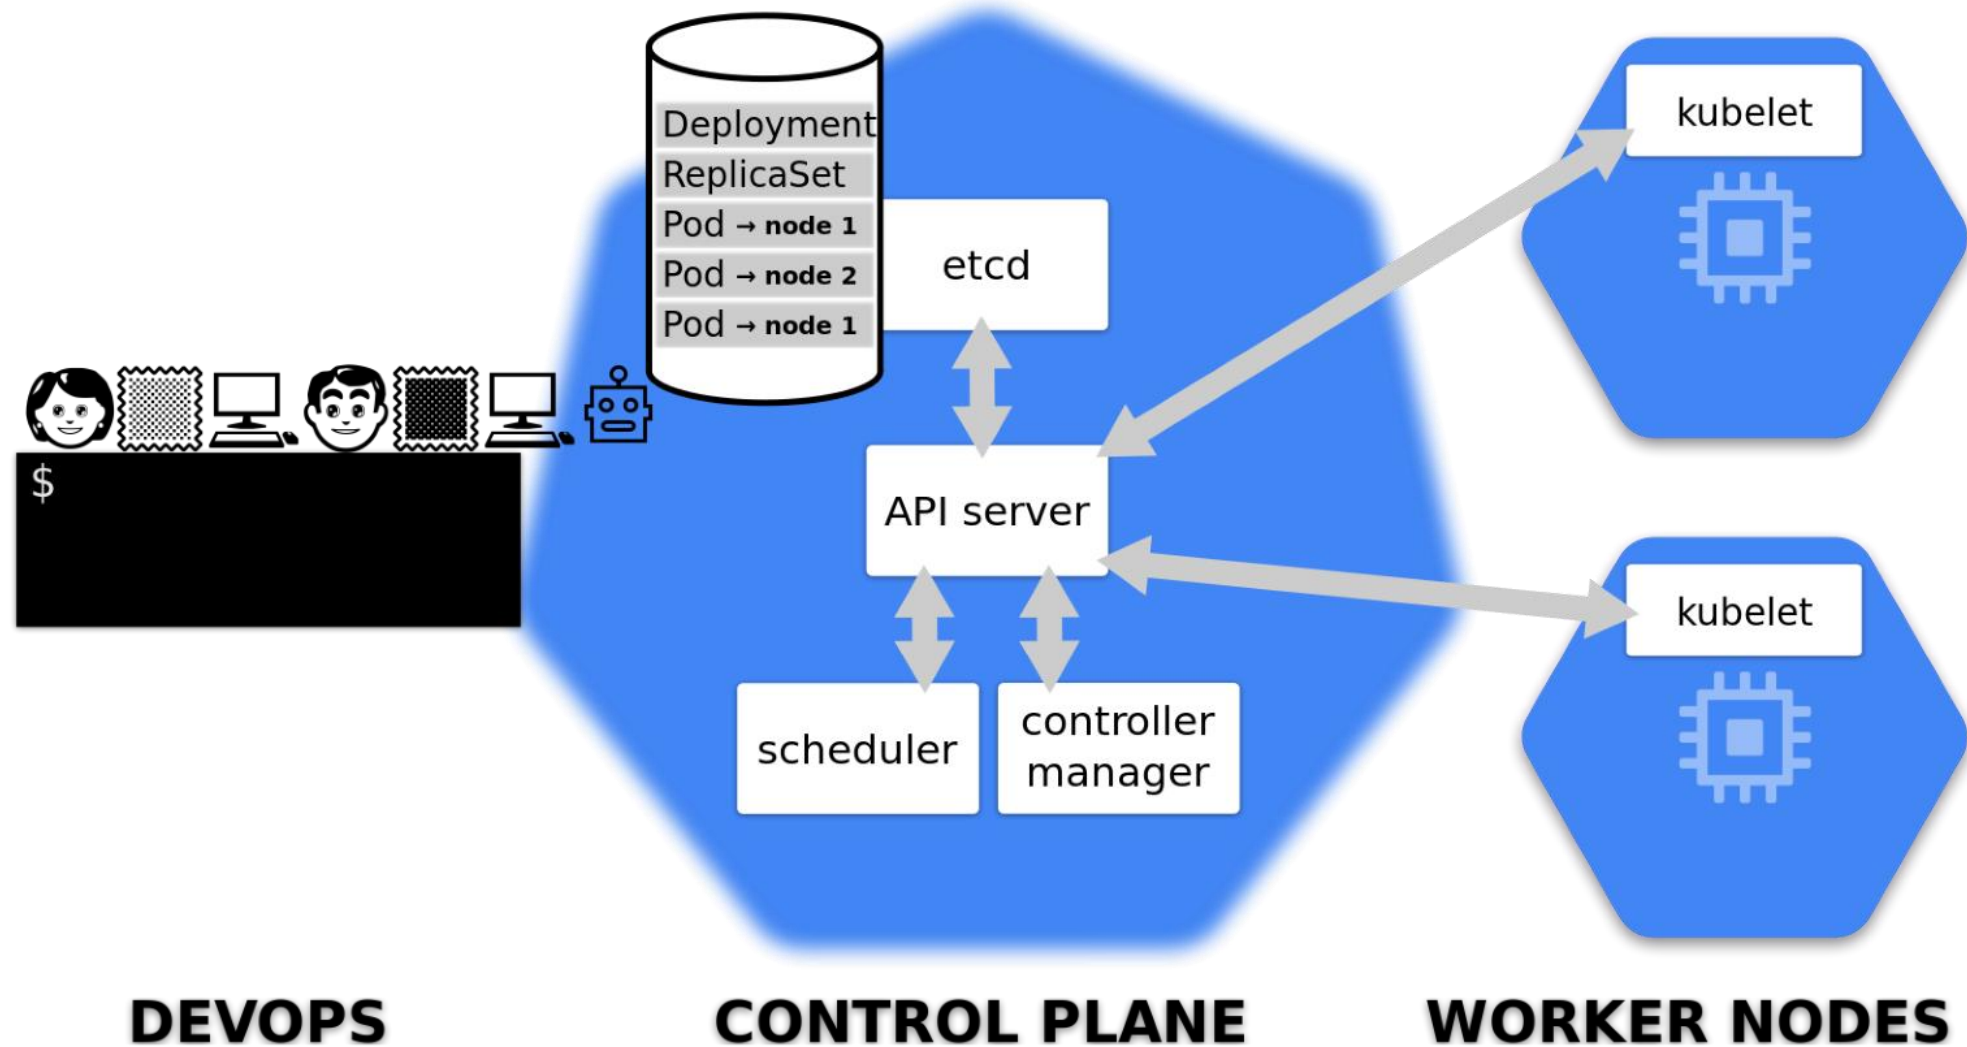 Deployment
ReplicaSet
Pod → node 1
Pod → node 2
Pod → node 1
etcd
$
API server
scheduler
controller
manager
kubelet
kubelet
DEVOPS
CONTROL PLANE
WORKER NODES